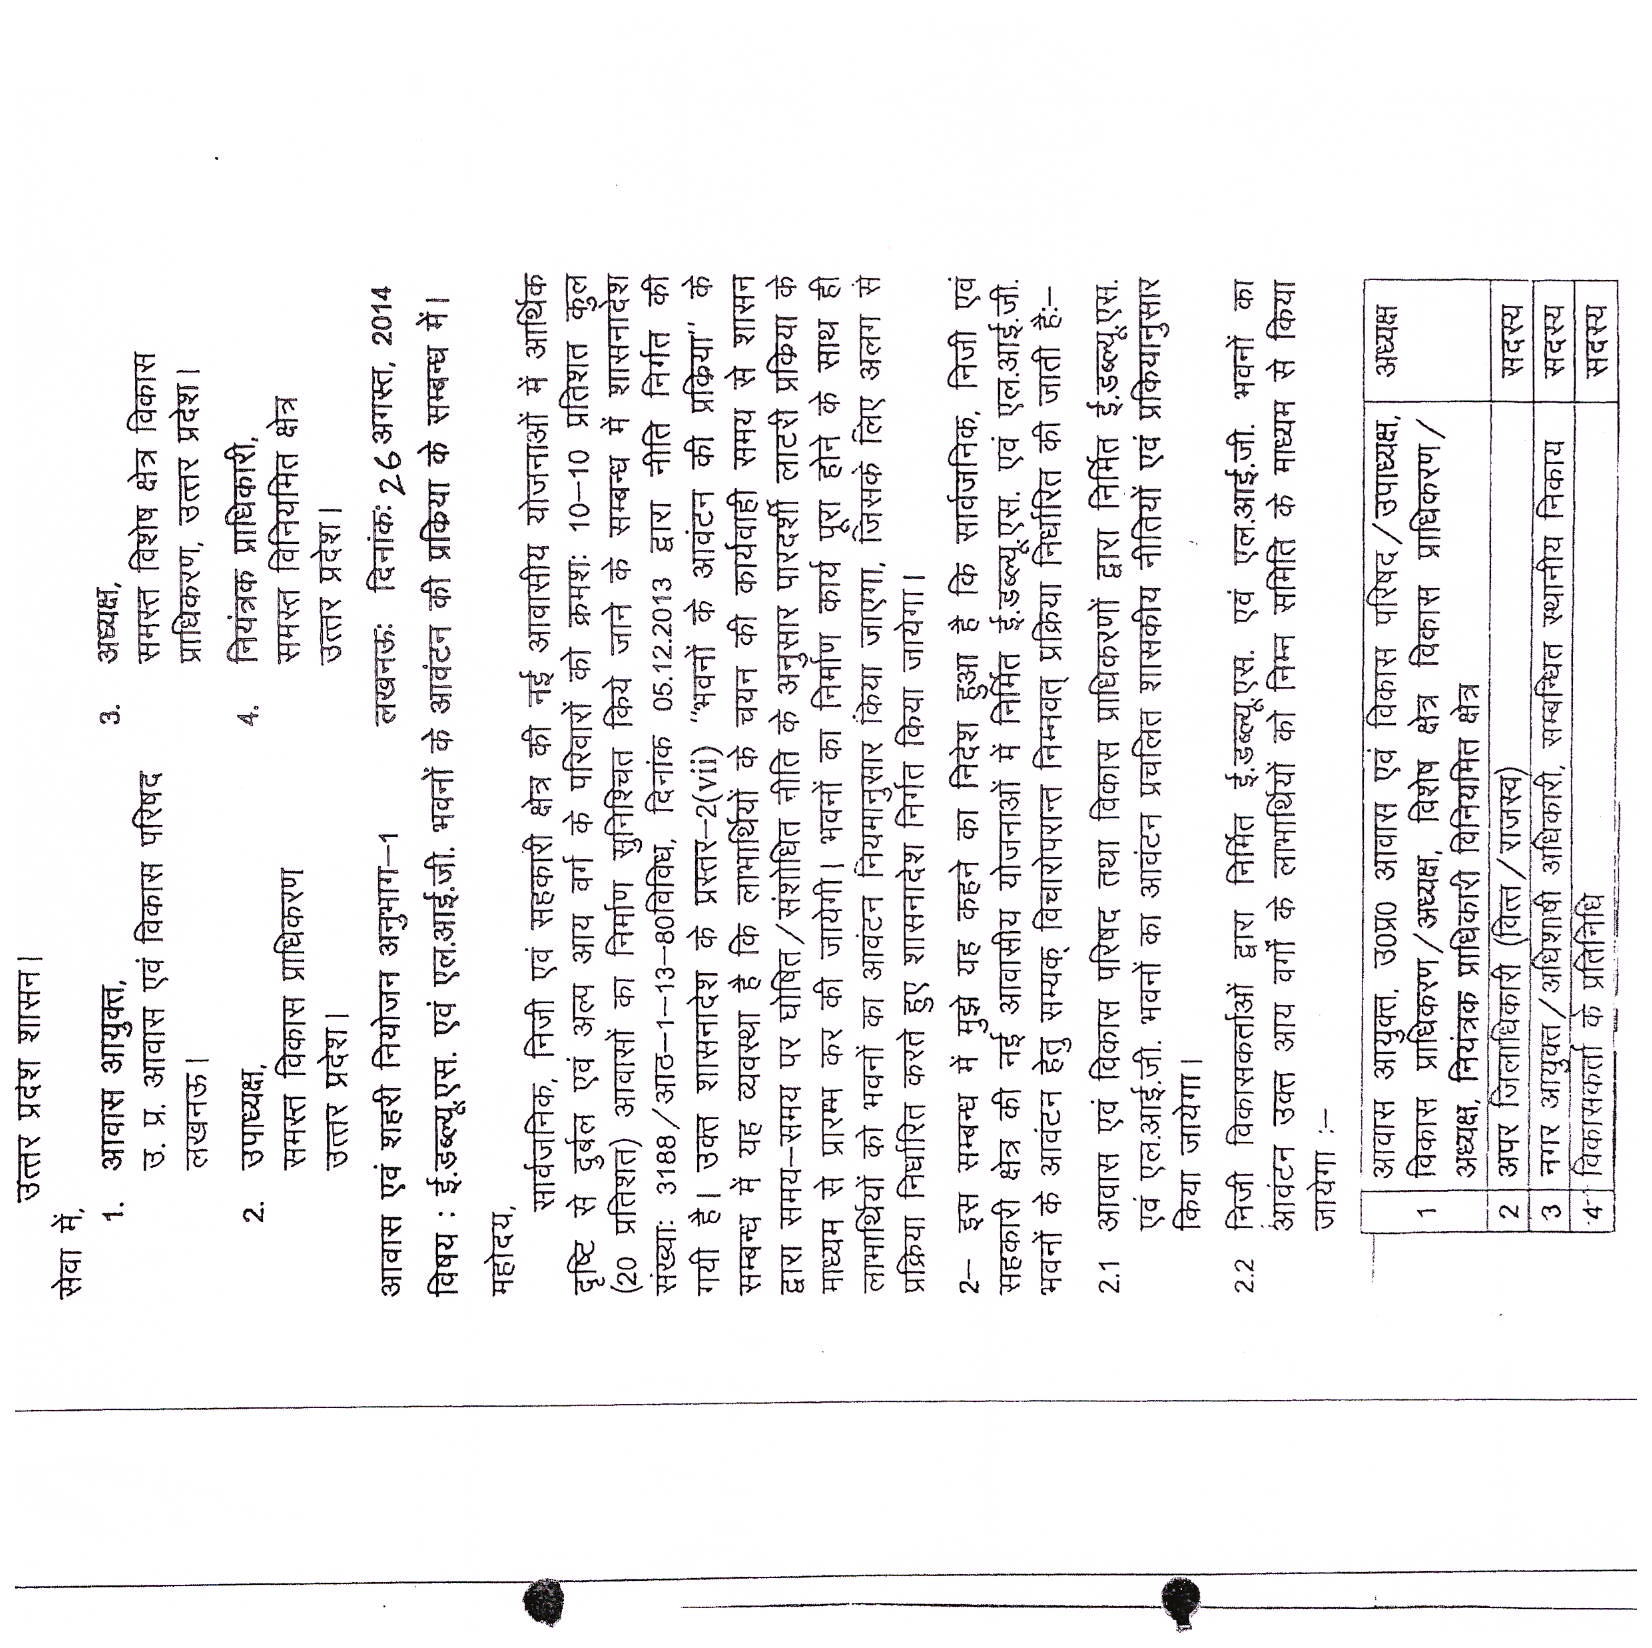 उत्तर प्रदेश शासन।
सेवा में,
1. आवास आयुक्त,
उ. प्र. आवास एवं विकास परिषद
लखनऊ।
2. उपाध्यक्ष,
समस्त विकास प्राधिकरण
उत्तर प्रदेश।
3. अध्यक्ष,
समस्त विशेष क्षेत्र विकास
प्राधिकरण, उत्तर प्रदेश।
4. नियंत्रक प्राधिकारी,
समस्त विनियमित क्षेत्र
उत्तर प्रदेश।
आवास एवं शहरी नियोजन अनुभाग–1 लखनऊः दिनांकः 26 अगस्त, 2014
विषय : ई.डब्ल्यू.एस. एवं एल.आई.जी. भवनों के आवंटन की प्रक्रिया के सम्बन्ध में।
महोदय,
सार्वजनिक, निजी एवं सहकारी क्षेत्र की नई आवासीय योजनाओं में आर्थिक
दृष्टि से दुर्बल एवं अल्प आय वर्ग के परिवारों को क्रमशः 10–10 प्रतिशत कुल
(20 प्रतिशत) आवासों का निर्माण सुनिश्चित किये जाने के सम्बन्ध में शासनादेश
संख्याः 3188/आठ–1–13–80विविध, दिनांक 05.12.2013 द्वारा नीति निर्गत की
गयी है। उक्त शासनादेश के प्रस्तर–2(vii) "भवनों के आवंटन की प्रक्रिया" के
सम्बन्ध में यह व्यवस्था है कि लाभार्थियों के चयन की कार्यवाही समय से शासन
द्वारा समय–समय पर घोषित/संशोधित नीति के अनुसार पारदर्शी लाटरी प्रक्रिया के
माध्यम से प्रारम्भ कर की जायेगी। भवनों का निर्माण कार्य पूरा होने के साथ ही
लाभार्थियों को भवनों का आवंटन नियमानुसार किया जाएगा, जिसके लिए अलग से
प्रक्रिया निर्धारित करते हुए शासनादेश निर्गत किया जायेगा।
2– इस सम्बन्ध में मुझे यह कहने का निदेश हुआ है कि सार्वजनिक, निजी एवं
सहकारी क्षेत्र की नई आवासीय योजनाओं में निर्मित ई.डब्ल्यू.एस. एवं एल.आई.जी.
भवनों के आवंटन हेतु सम्यक् विचारोपरान्त निम्नवत् प्रक्रिया निर्धारित की जाती है:–
2.1 आवास एवं विकास परिषद तथा विकास प्राधिकरणों द्वारा निर्मित ई.डब्ल्यू.एस.
एवं एल.आई.जी. भवनों का आवंटन प्रचलित शासकीय नीतियों एवं प्रक्रियानुसार
किया जायेगा।
2.2 निजी विकासकर्ताओं द्वारा निर्मित ई.डब्ल्यू.एस. एवं एल.आई.जी. भवनों का
आवंटन उक्त आय वर्गों के लाभार्थियों को निम्न समिति के माध्यम से किया
जायेगा :–
1 आवास आयुक्त, उ0प्र0 आवास एवं विकास परिषद/उपाध्यक्ष, अध्यक्ष
विकास प्राधिकरण/अध्यक्ष, विशेष क्षेत्र विकास प्राधिकरण/
अध्यक्ष, नियंत्रक प्राधिकारी विनियमित क्षेत्र
2 अपर जिलाधिकारी (वित्त/राजस्व) सदस्य
3 नगर आयुक्त/अधिशाषी अधिकारी, सम्बन्धित स्थानीय निकाय सदस्य
4 विकासकर्ता के प्रतिनिधि सदस्य